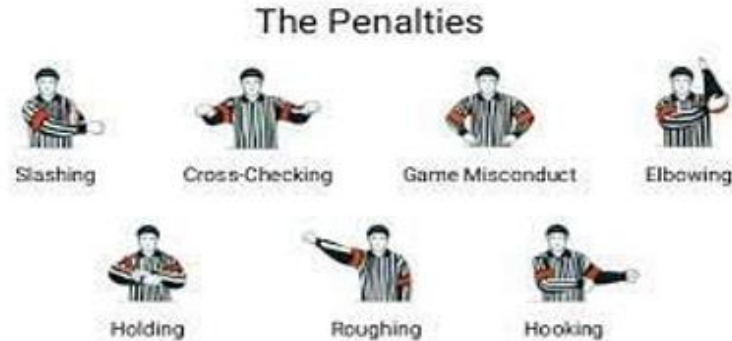 The Penalties
Slashing Cross-Checking Game Misconduct Elbowing
Holding Roughing Hooking